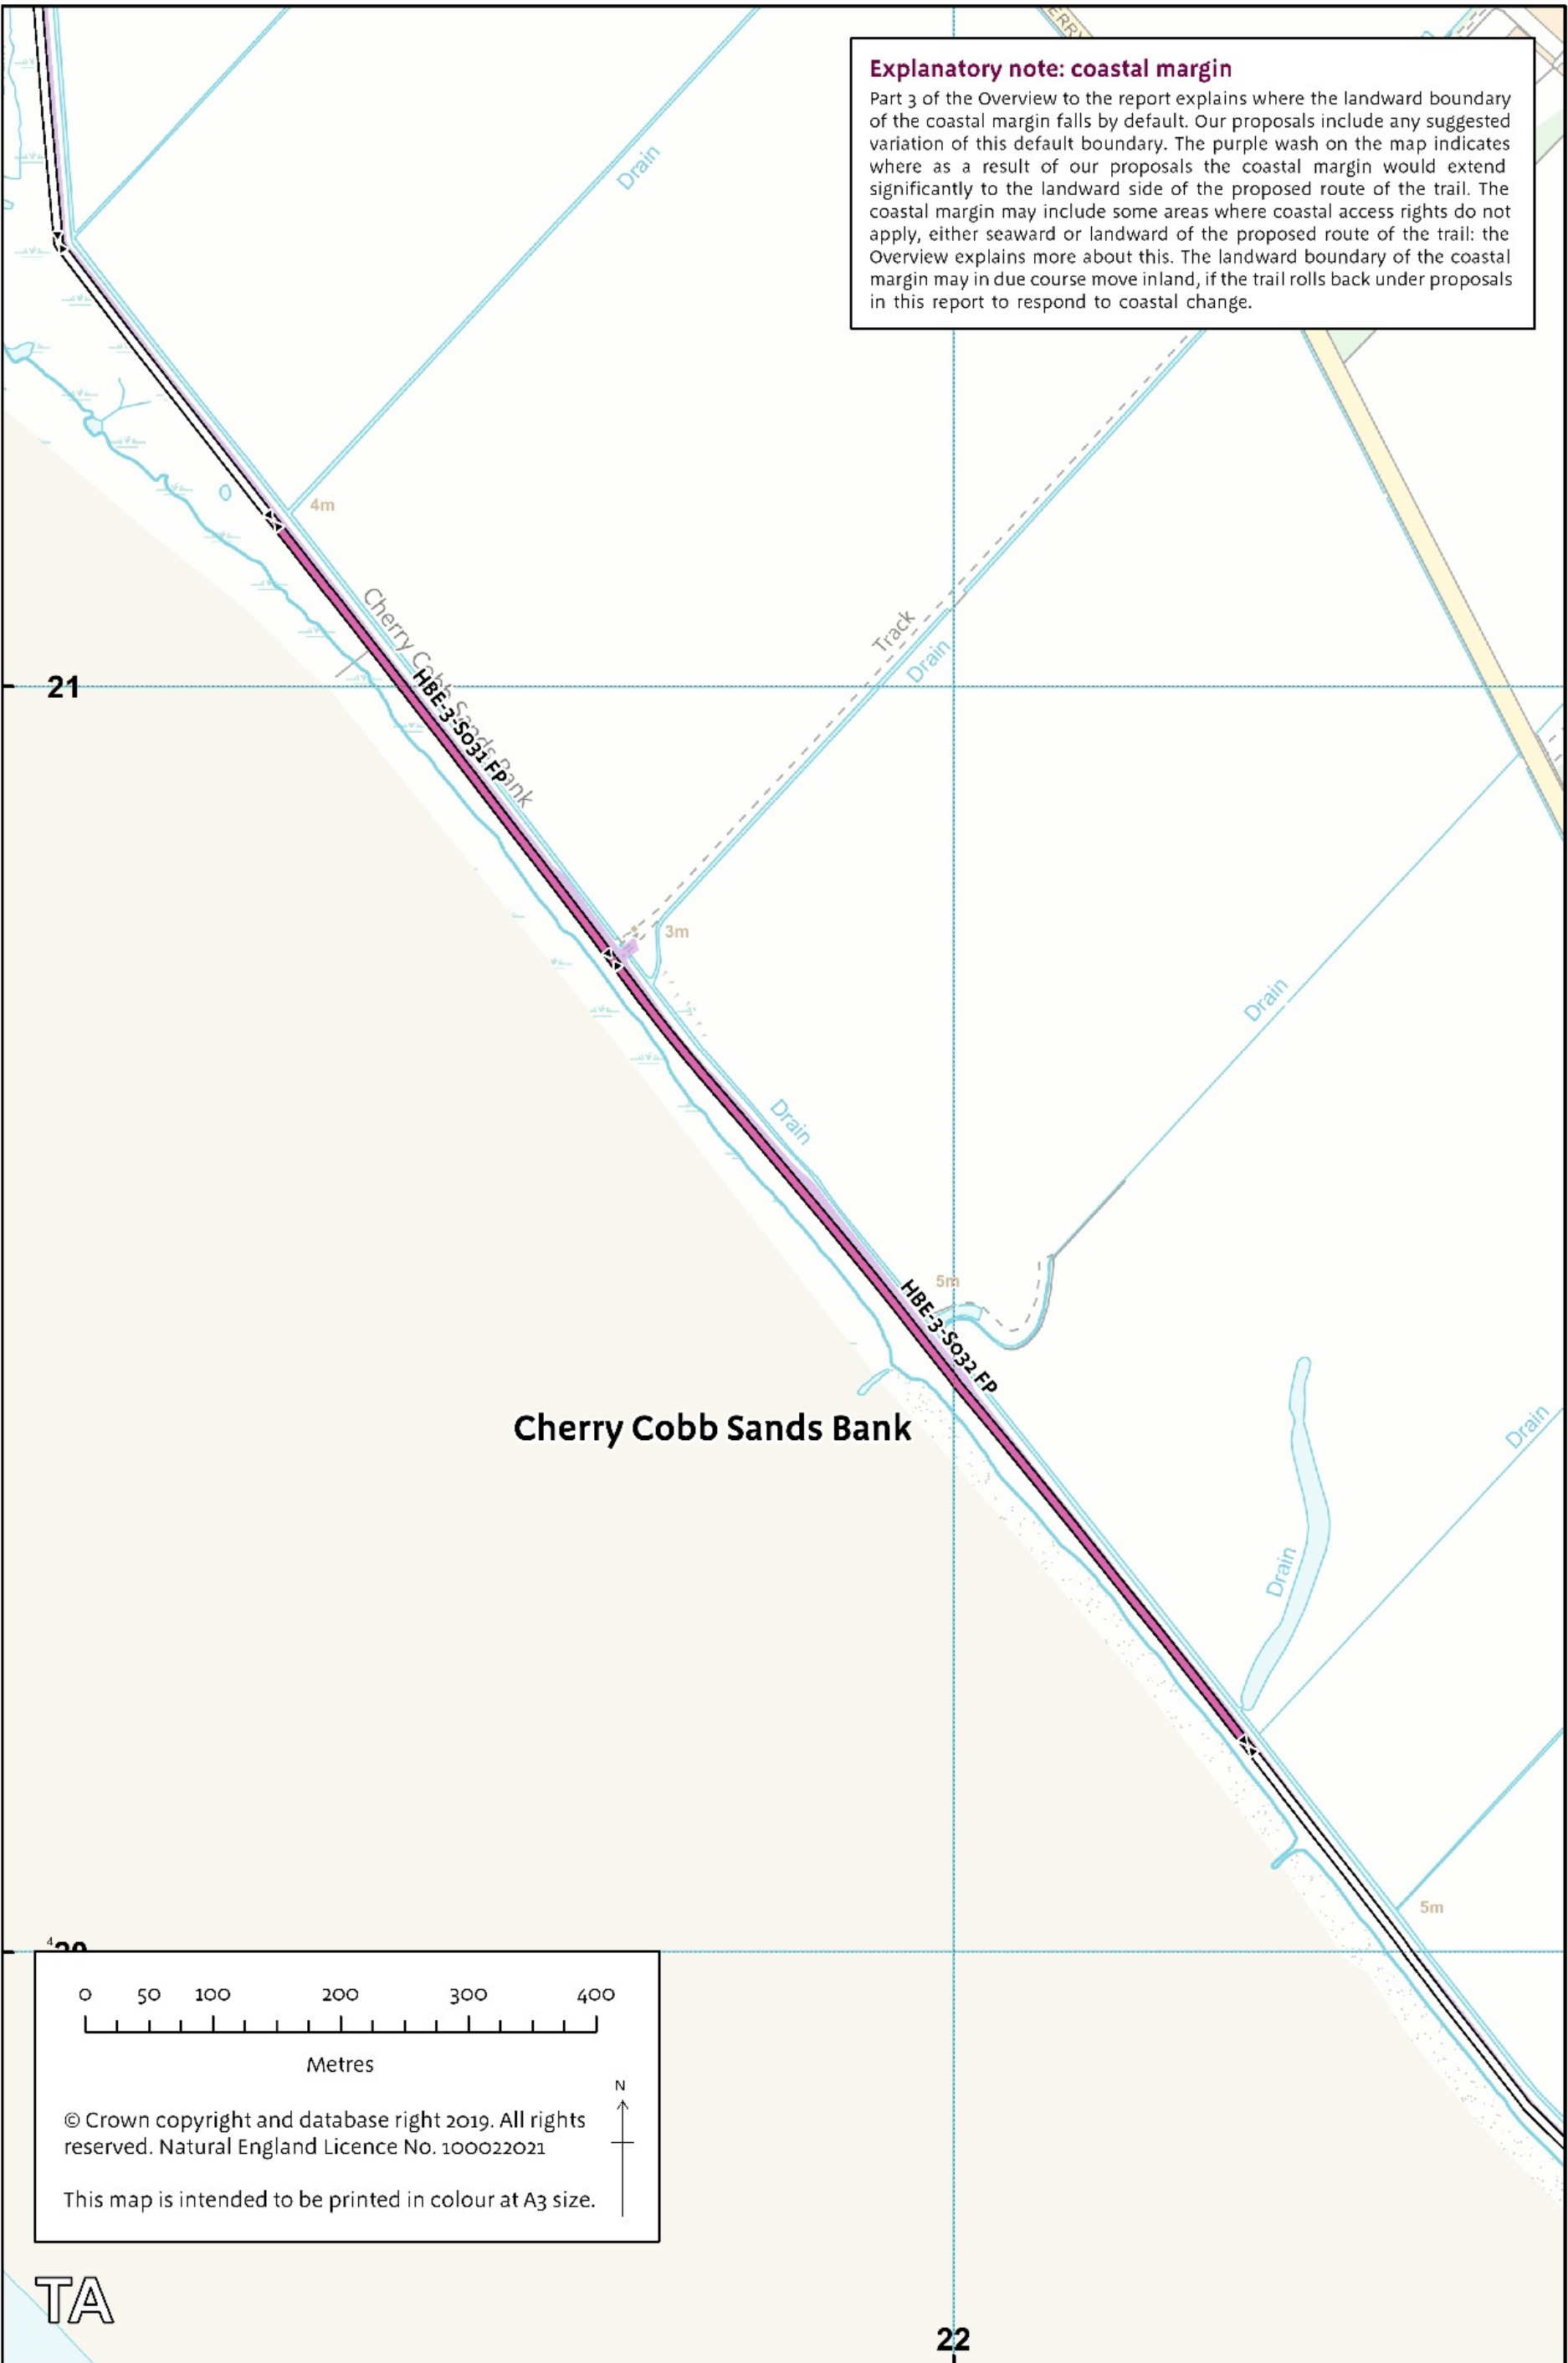 Explanatory note: coastal margin
Part 3 of the Overview to the report explains where the landward boundary
of the coastal margin falls by default. Our proposals include any suggested
variation of this default boundary. The purple wash on the map indicates
where as a result of our proposals the coastal margin would extend
significantly to the landward side of the proposed route of the trail. The
coastal margin may include some areas where coastal access rights do not
apply, either seaward or landward of the proposed route of the trail: the
Overview explains more about this. The landward boundary of the coastal
margin may in due course move inland, if the trail rolls back under proposals
in this report to respond to coastal change.
Drain
4m
Cherry Cobb Sands Bank
HBE-3-S031 FP
Track
Drain
21
3m
Drain
Drain
5m
HBE-3-S032 FP
Cherry Cobb Sands Bank
Drain
Drain
5m
0 50 100 200 300 400
Metres
N
© Crown copyright and database right 2019. All rights
reserved. Natural England Licence No. 100022021
This map is intended to be printed in colour at A3 size.
TA
22